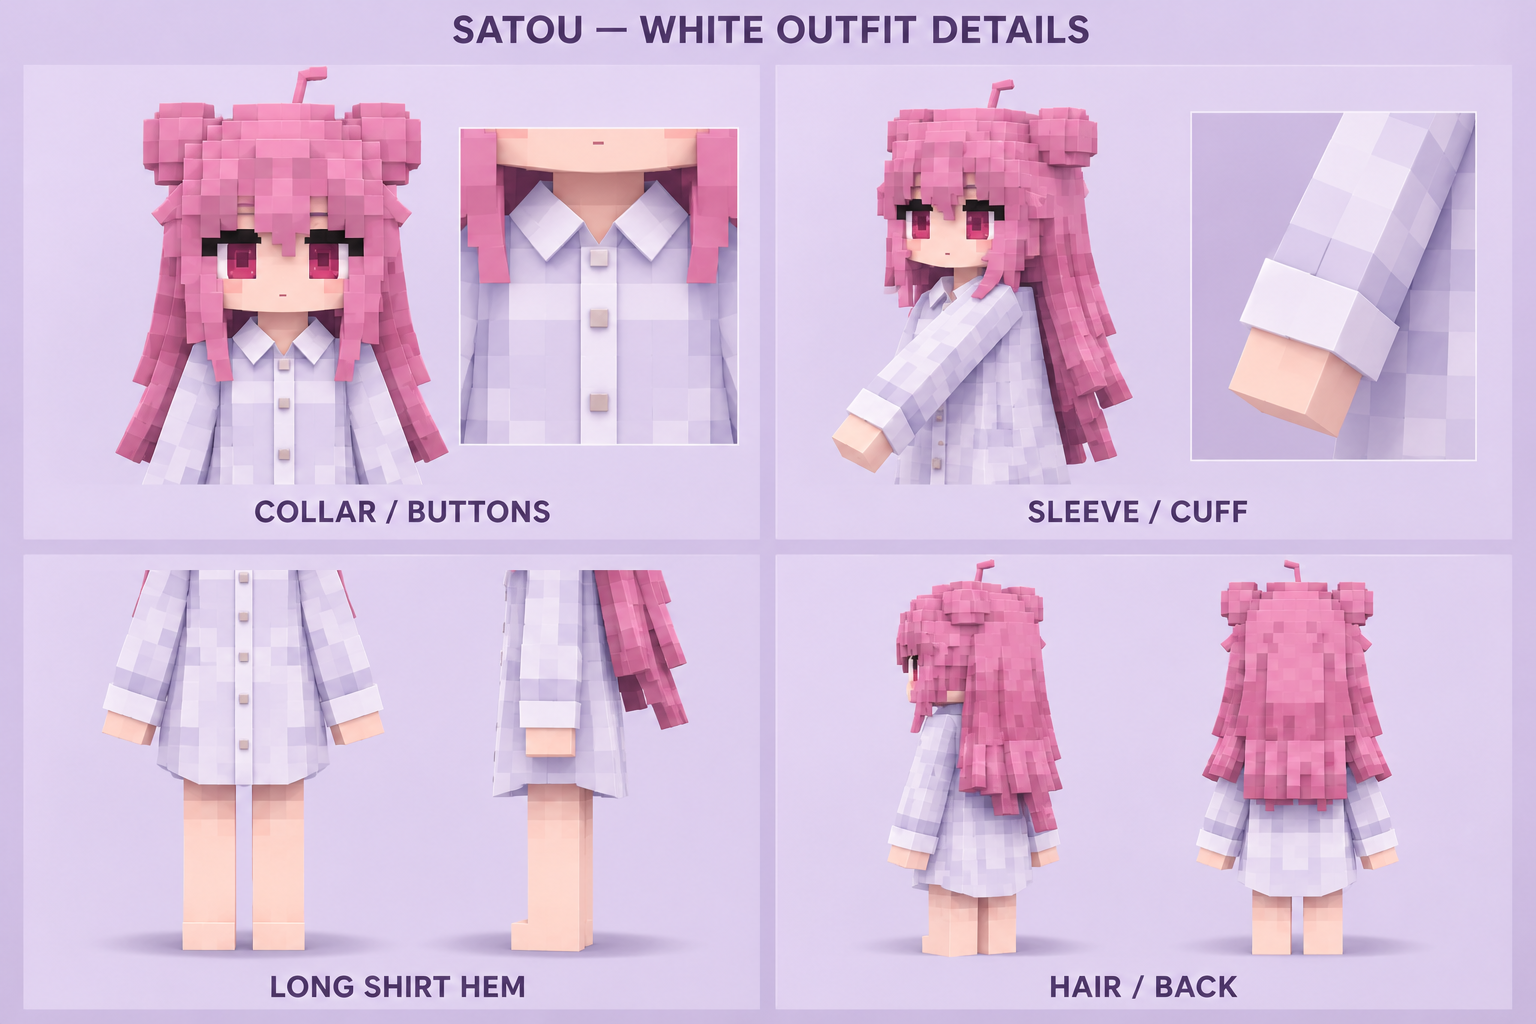 SATOU — WHITE OUTFIT DETAILS
COLLAR / BUTTONS
SLEEVE / CUFF
LONG SHIRT HEM
HAIR / BACK